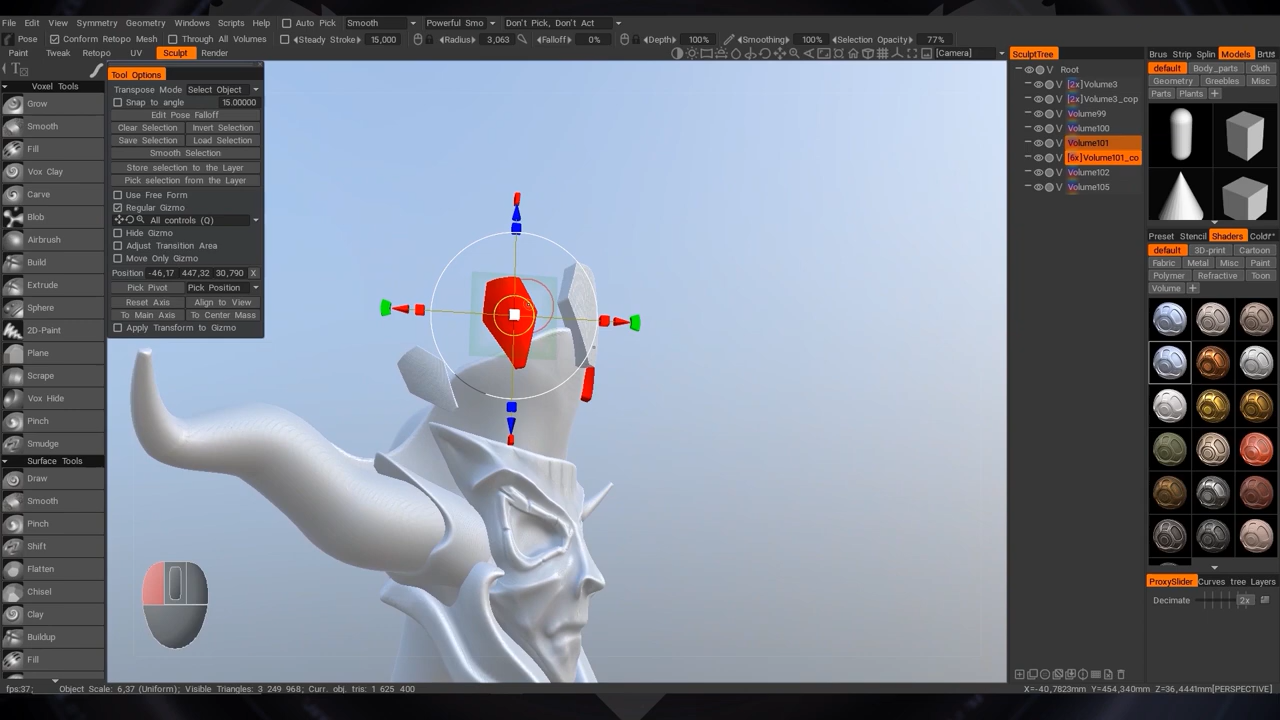 File Edit View Symmetry Geometry Windows Scripts Help Auto Pick Smooth Powerful Smo Don't Pick, Don't Act
Pose Conform Retopo Mesh Through All Volumes Steady Stroke 15,000 Radius 3,063 Falloff 0% Depth 100% Smoothing 100% Selection Opacity 77%
Paint Tweak Retopo UV Sculpt Render [Camera]
Voxel Tools
Grow
Smooth
Fill
Vox Clay
Carve
Blob
Airbrush
Build
Extrude
Sphere
2D-Paint
Plane
Scrape
Vox Hide
Pinch
Smudge
Surface Tools
Draw
Smooth
Pinch
Shift
Flatten
Chisel
Clay
Buildup
Fill
Tool Options
Transpose Mode Select Object
Snap to angle 15.00000
Edit Pose Falloff
Clear Selection Invert Selection
Save Selection Load Selection
Smooth Selection
Store selection to the Layer
Pick selection from the Layer
Use Free Form
Regular Gizmo
All controls (Q)
Hide Gizmo
Adjust Transition Area
Move Only Gizmo
Position -46,17 447,32 30,790 X
Pick Pivot Pick Position
Reset Axis Align to View
To Main Axis To Center Mass
Apply Transform to Gizmo
SculptTree
V Root
V [2x]Volume3
V [2x]Volume3_cop
V Volume99
V Volume100
V Volume101
V [6x]Volume101_co
V Volume102
V Volume105
Brus Strip Splin Models
default Body_parts Cloth
Geometry Greebles Misc
Parts Plants +
Preset Stencil Shaders
default 3D-print Cartoon
Fabric Metal Misc Paint
Polymer Refractive Toon
Volume +
ProxySlider Curves tree Layers
Decimate 2x
fps:37; Object Scale: 6,37 (Uniform); Visible Triangles: 3 249 968; Curr. obj. tris: 1 625 400 X=-40,7823mm Y=454,340mm Z=36,4441mm[PERSPECTIVE]